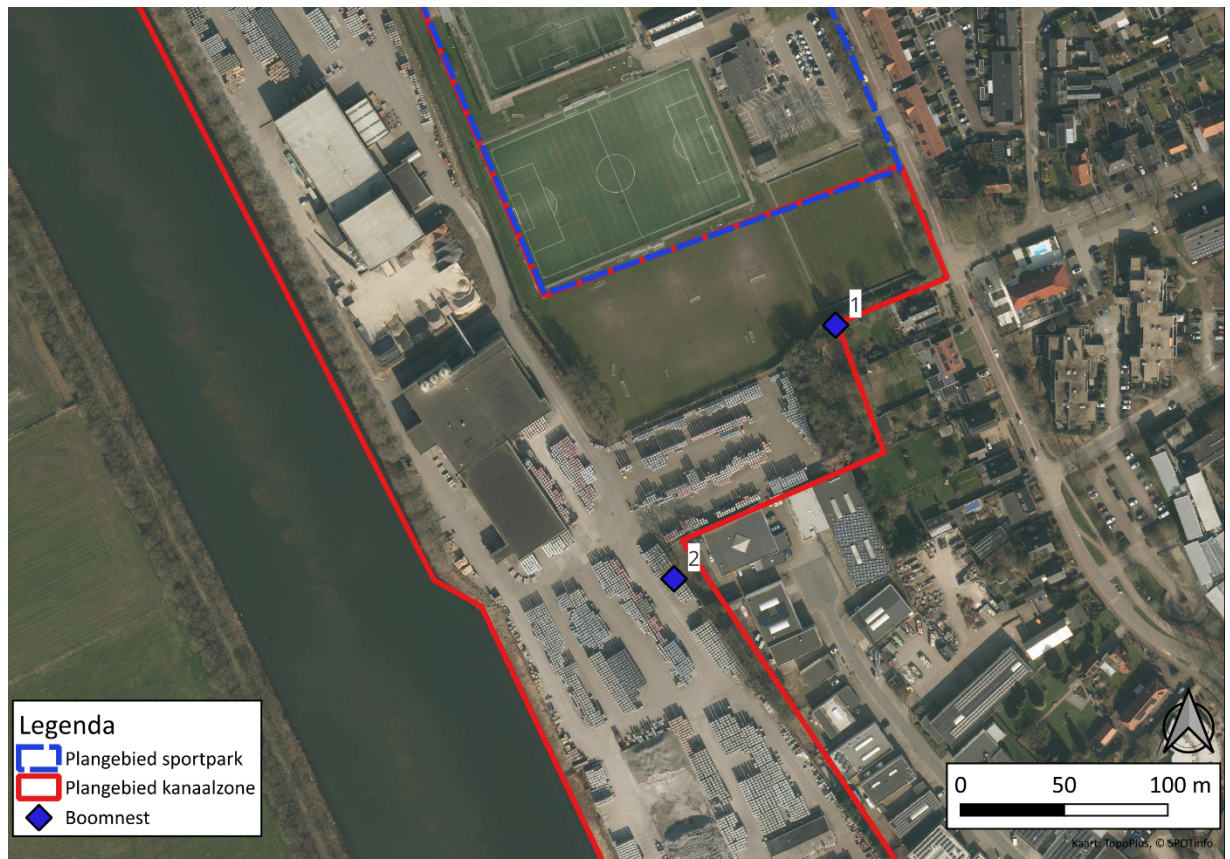 1
2
Legenda
Plangebied sportpark
Plangebied kanaalzone
Boomnest
0 50 100 m
Kaart: TopoPlus, © SPOTinfo